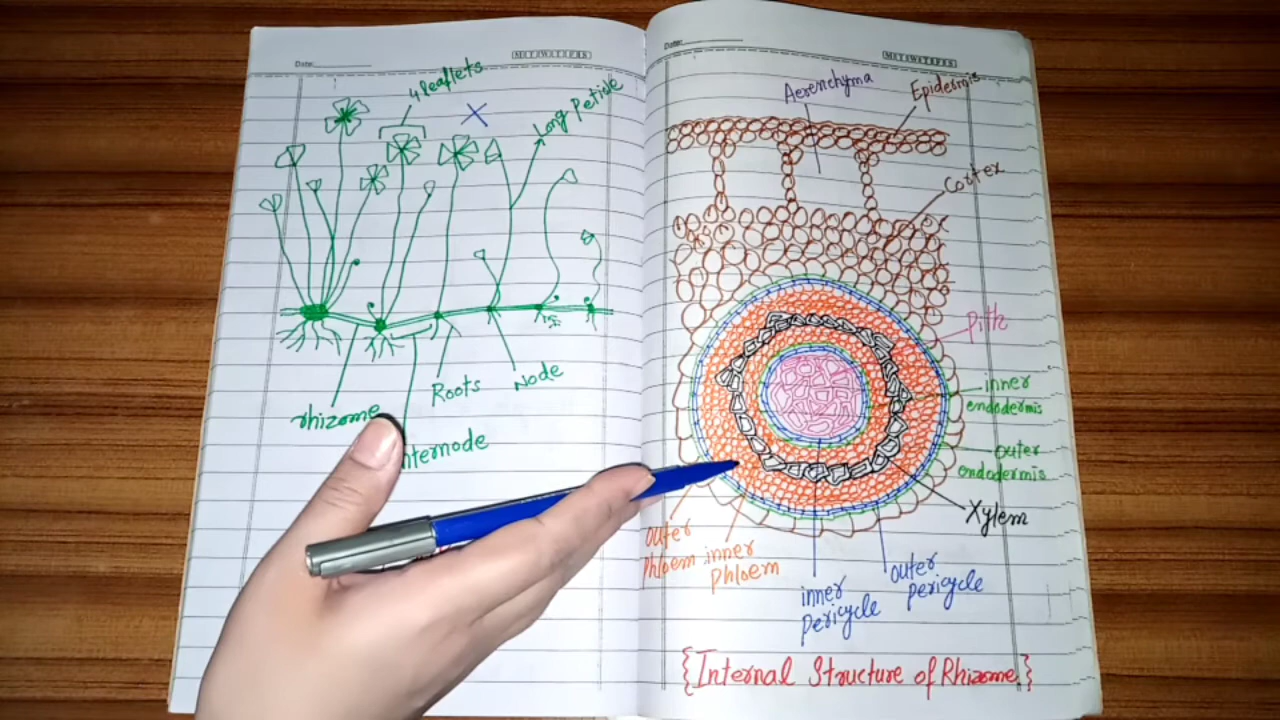 Date:
M T W T F S S
4 leaflets
X
Long Petiole
Roots
Node
rhizome
nternode
Date:
M T W T F S S
Aerenchyma
Epidermis
Cortex
Pith
inner
endodermis
outer
endodermis
Xylem
outer
Phloem
inner
Phloem
inner
Pericycle
outer
pericycle
{Internal Structure of Rhizome}